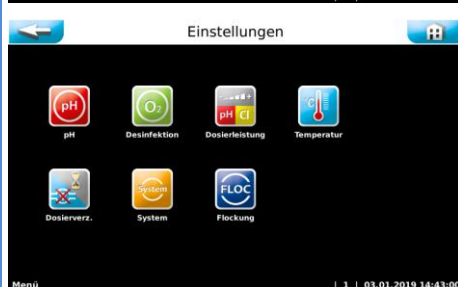 Einstellungen
pH
O₂
pH Cl
°C
pH
Desinfektion
Dosierleistung
Temperatur
System
FLOC
Dosierverz.
System
Flockung
Menü
| 1 | 03.01.2019 14:43:00